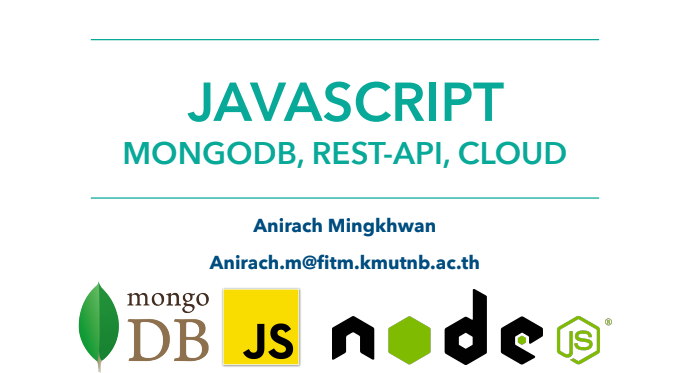 JAVASCRIPT
MONGODB, REST-API, CLOUD
Anirach Mingkhwan
Anirach.m@fitm.kmutnb.ac.th
mongo
DB
JS
node
JS ®